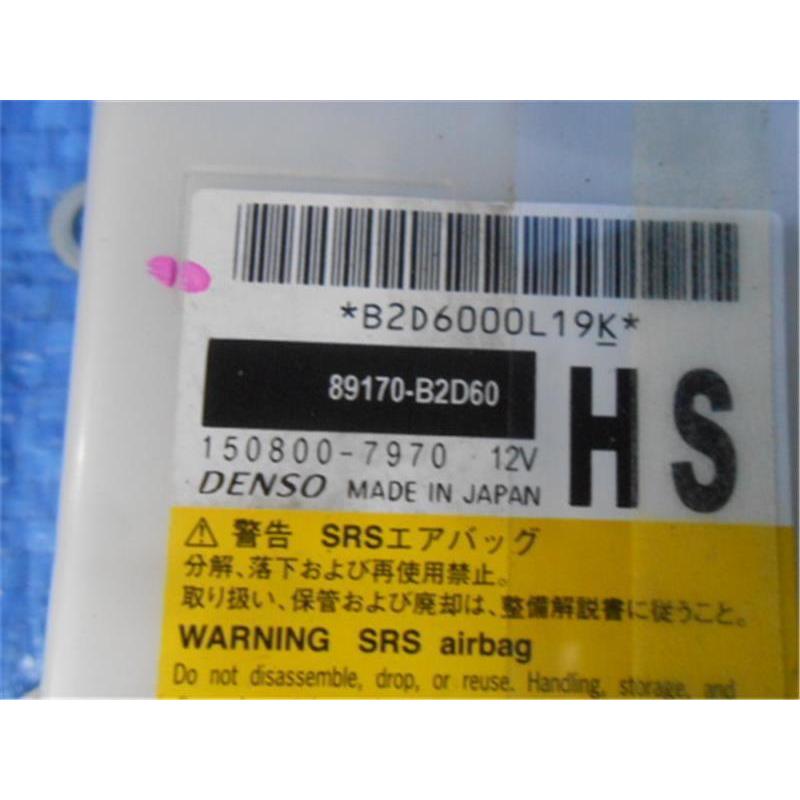 *B2D6000L19K*
89170-B2D60
HS
150800-7970 12V
DENSO MADE IN JAPAN
⚠ 警告 SRSエアバッグ
分解、落下および再使用禁止。
取り扱い、保管および廃却は、整備解説書に従うこと。
WARNING SRS airbag
Do not disassemble, drop, or reuse. Handling, storage, and